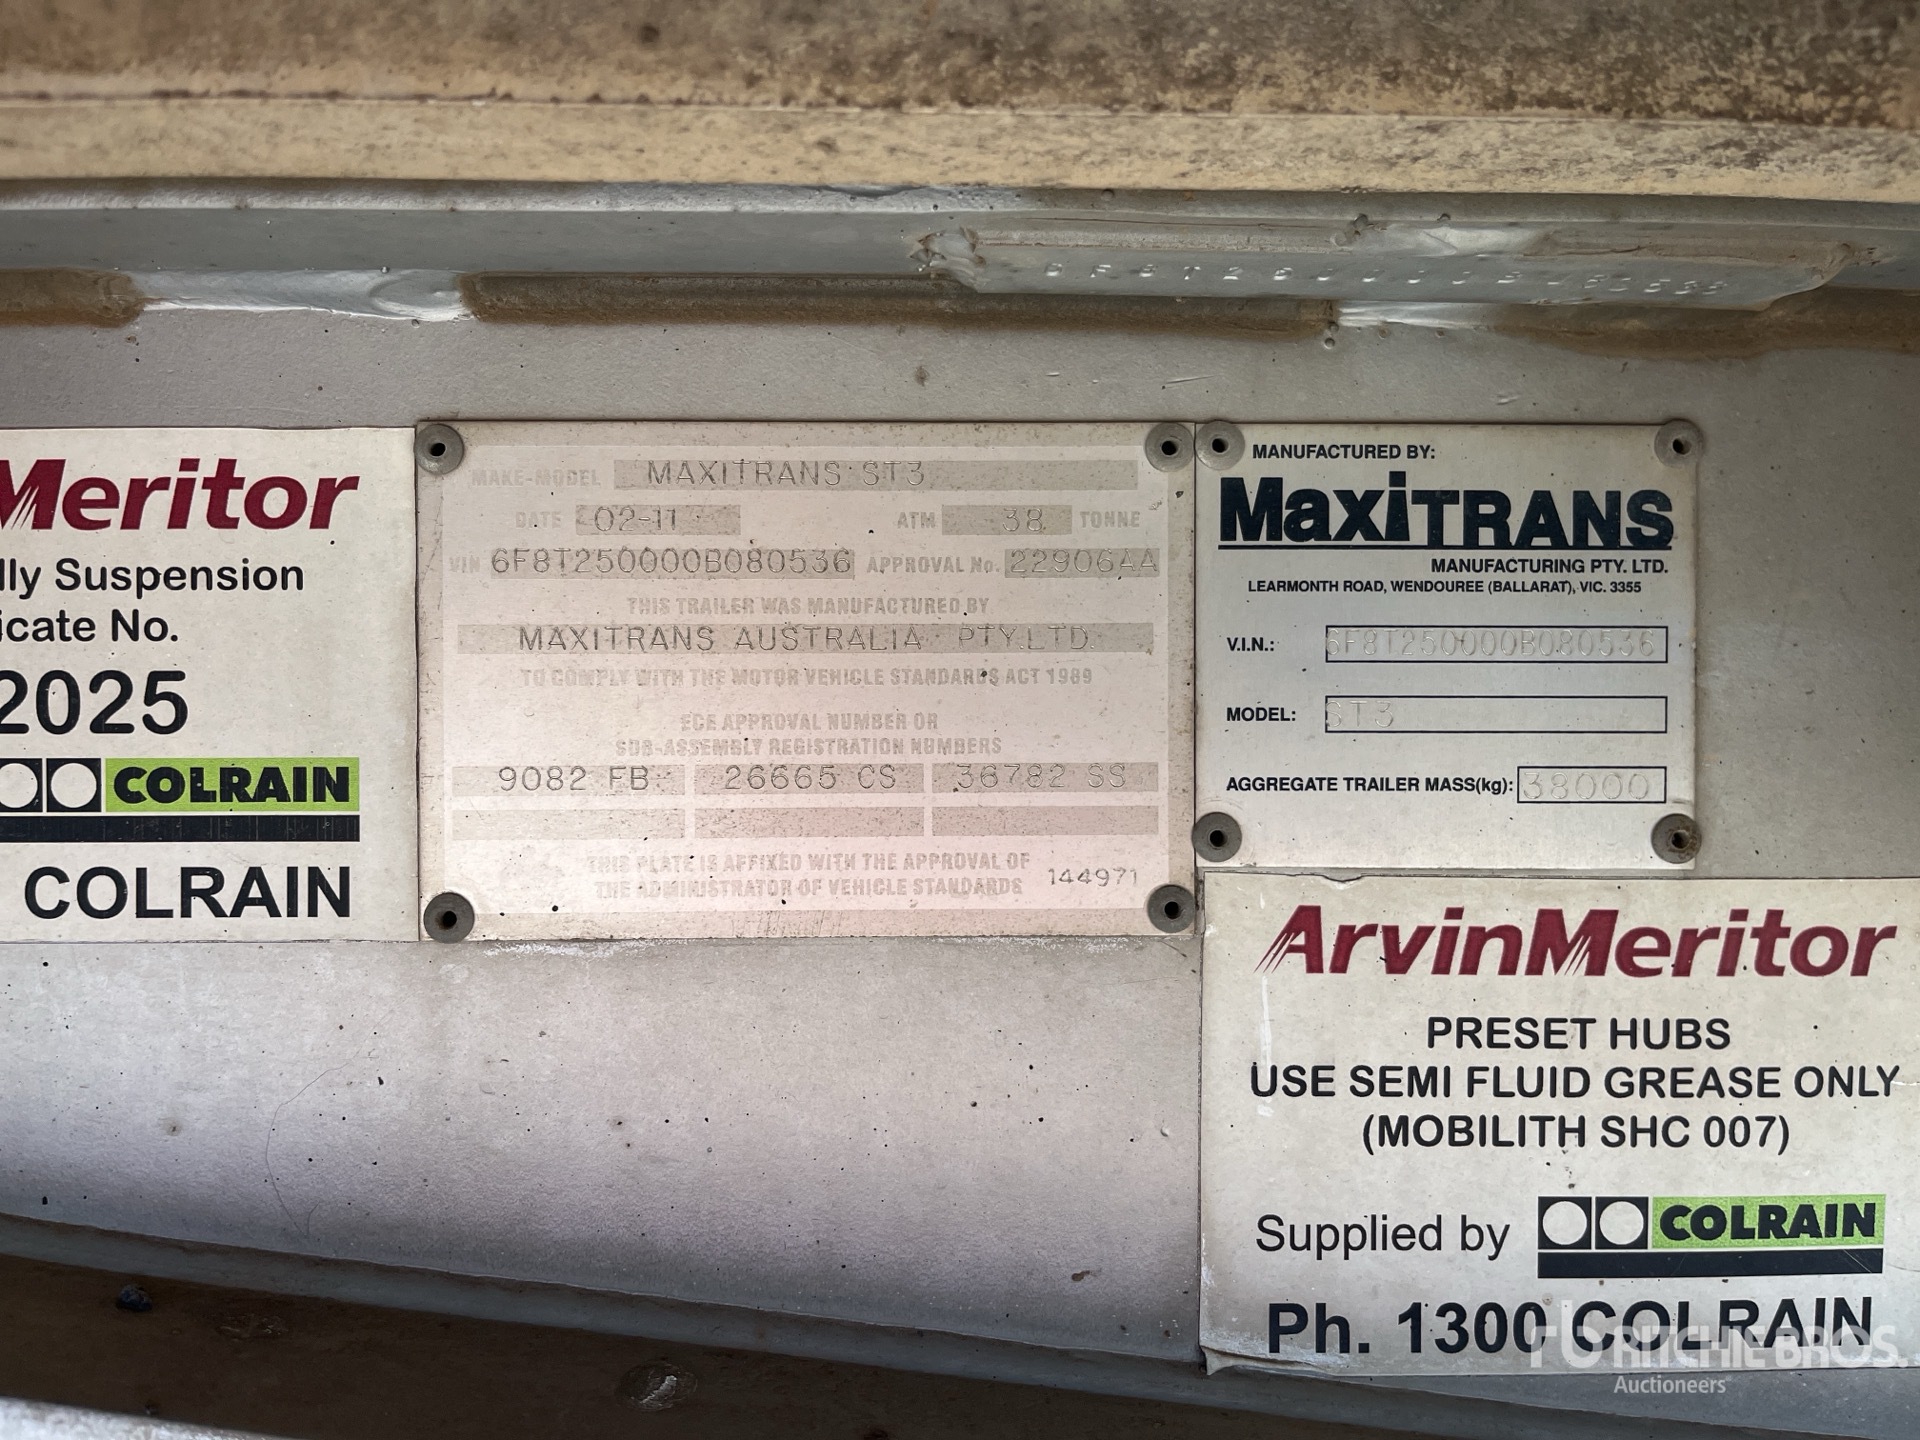 Meritor
lly Suspension
icate No.
2025
COLRAIN
COLRAIN
MAKE-MODEL MAXITRANS ST3
DATE 02-11 ATM 38 TONNE
VIN 6F8T250000B080536 APPROVAL No. 22906AA
THIS TRAILER WAS MANUFACTURED BY
MAXITRANS AUSTRALIA PTY.LTD.
TO COMPLY WITH THE MOTOR VEHICLE STANDARDS ACT 1989
ECE APPROVAL NUMBER OR
SUB-ASSEMBLY REGISTRATION NUMBERS
9082 FB 26665 CS 36782 SS
THIS PLATE IS AFFIXED WITH THE APPROVAL OF
THE ADMINISTRATOR OF VEHICLE STANDARDS 144971
MANUFACTURED BY:
MaxiTRANS
MANUFACTURING PTY. LTD.
LEARMONTH ROAD, WENDOUREE (BALLARAT), VIC. 3355
V.I.N.: 6F8T250000B080536
MODEL: ST3
AGGREGATE TRAILER MASS(kg): 38000
ArvinMeritor
PRESET HUBS
USE SEMI FLUID GREASE ONLY
(MOBILITH SHC 007)
Supplied by COLRAIN
Ph. 1300 COLRAIN
RITCHIE BROS.
Auctioneers